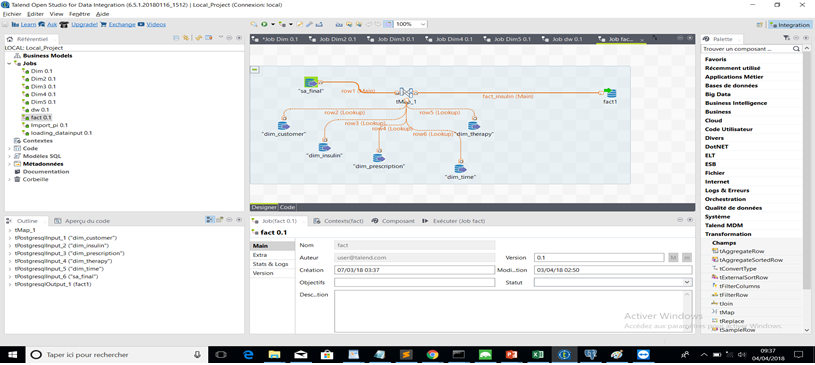 Talend Open Studio for Data Integration (6.5.1.20180116_1512) | Local_Project (Connexion: local)
Fichier Editer View Fenêtre Aide
Learn Ask Upgrade! Exchange Videos
100%
Integration
Référentiel
LOCAL: Local_Project
Business Models
Jobs
Dim 0.1
Dim2 0.1
Dim3 0.1
Dim4 0.1
Dim5 0.1
dw 0.1
fact 0.1
Import_pi 0.1
loading_datainput 0.1
Contextes
Code
Modèles SQL
Métadonnées
Documentation
Corbeille
*Job Dim 0.1
Job Dim2 0.1
Job Dim3 0.1
Job Dim4 0.1
Job Dim5 0.1
Job dw 0.1
Job fac...
"sa_final"
row1 (Main)
tMap_1
fact_insulin (Main)
fact1
row2 (Lookup)
row5 (Lookup)
row3 (Lookup)
row4 (Lookup)
row6 (Lookup)
"dim_customer"
"dim_therapy"
"dim_insulin"
"dim_prescription"
"dim_time"
Designer Code
Palette
Trouver un composant ...
Favoris
Récemment utilisé
Applications Métier
Bases de données
Big Data
Business Intelligence
Business
Cloud
Code Utilisateur
Divers
DotNET
ELT
ESB
Fichier
Internet
Logs & Erreurs
Orchestration
Qualité de données
Système
Talend MDM
Transformation
Champs
tAggregateRow
tAggregateSortedRow
tConvertType
tExternalSortRow
tFilterColumns
tFilterRow
tJoin
tMap
tReplace
tSampleRow
Outline
Aperçu du code
tMap_1
tPostgresqlInput_1 ("dim_customer")
tPostgresqlInput_2 ("dim_insulin")
tPostgresqlInput_3 ("dim_prescription")
tPostgresqlInput_4 ("dim_therapy")
tPostgresqlInput_5 ("dim_time")
tPostgresqlInput_6 ("sa_final")
tPostgresqlOutput_1 (fact1)
Job(fact 0.1)
Contexts(fact)
Composant
Exécuter (Job fact)
fact 0.1
Main
Extra
Stats & Logs
Version
Nom
fact
Auteur
user@talend.com
Version
0.1
Création
07/03/18 03:37
Modi...tion
03/04/18 02:50
Objectifs
Statut
Desc...tion
Activer Windows
Accédez aux paramètres pour activer Windows.
Taper ici pour rechercher
09:37
04/04/2018